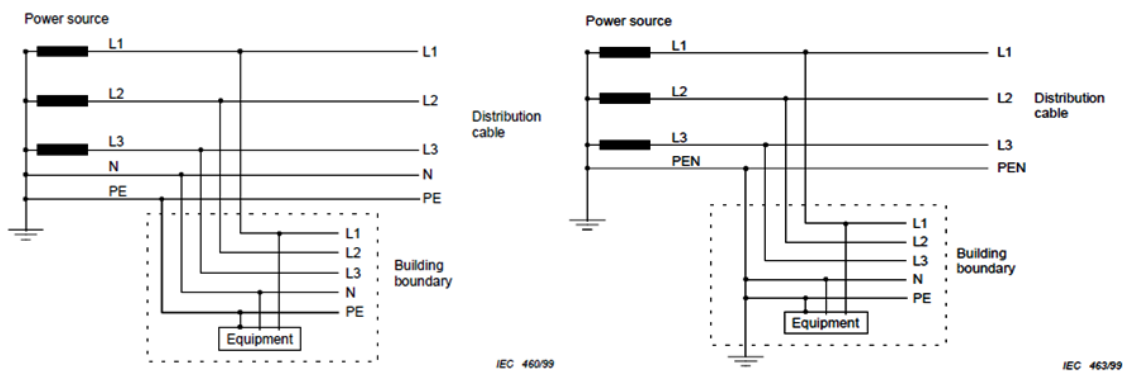 Power source
L1
L1
L2
L2
Distribution
cable
L3
L3
N
N
PE
PE
L1
L2
L3
N
PE
Building
boundary
Equipment
IEC 460/99
Power source
L1
L1
L2
L2
Distribution
cable
L3
L3
PEN
PEN
L1
L2
L3
N
PE
Building
boundary
Equipment
IEC 463/99